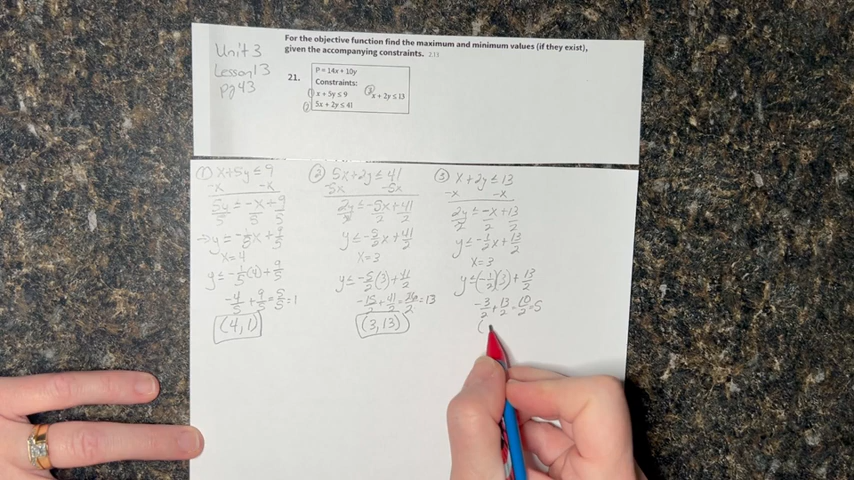 Unit 3
Lesson 13
pg 43
For the objective function find the maximum and minimum values (if they exist),
given the accompanying constraints. 2.13
21.
P = 14x + 10y
Constraints:
① x + 5y ≤ 9
② 5x + 2y ≤ 41
③ x + 2y ≤ 13
① x+5y ≤ 9
-x -x
5y/5 ≤ -x/5 + 9/5
→ y = -1/5x + 9/5
x=4
y ≤ -1/5(4) + 9/5
-4/5 + 9/5 = 5/5 = 1
(4,1)
② 5x+2y ≤ 41
-5x -5x
2y/2 ≤ -5x/2 + 41/2
y ≤ -5/2x + 41/2
x=3
y ≤ -5/2(3) + 41/2
-15/2 + 41/2 = 26/2 = 13
(3,13)
③ x+2y ≤ 13
-x -x
2y/2 ≤ -x/2 + 13/2
y ≤ -1/2x + 13/2
x=3
y ≤ (-1/2)(3) + 13/2
-3/2 + 13/2 = 10/2 = 5
(